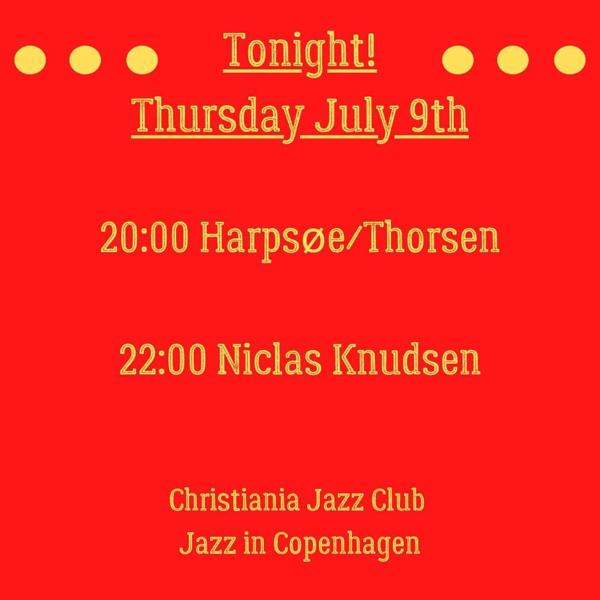 Tonight!
Thursday July 9th
20:00 Harpsøe/Thorsen
22:00 Niclas Knudsen
Christiania Jazz Club
Jazz in Copenhagen